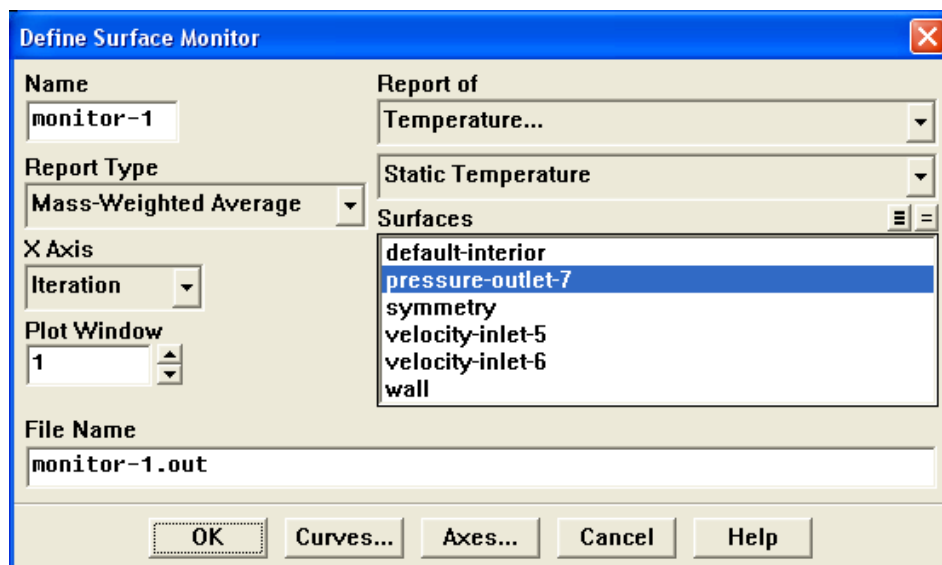 Define Surface Monitor
Name
monitor-1
Report Type
Mass-Weighted Average
X Axis
Iteration
Plot Window
1
Report of
Temperature...
Static Temperature
Surfaces
default-interior
pressure-outlet-7
symmetry
velocity-inlet-5
velocity-inlet-6
wall
File Name
monitor-1.out
OK Curves... Axes... Cancel Help